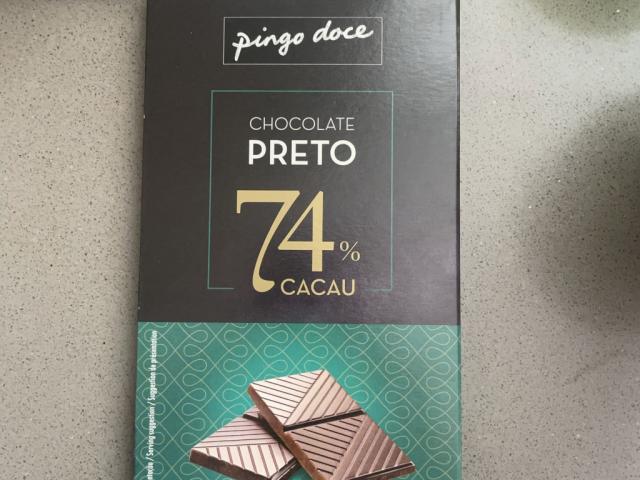 pingo doce
CHOCOLATE
PRETO
74%
CACAU
/ Serving suggestion / Suggestion de présentation